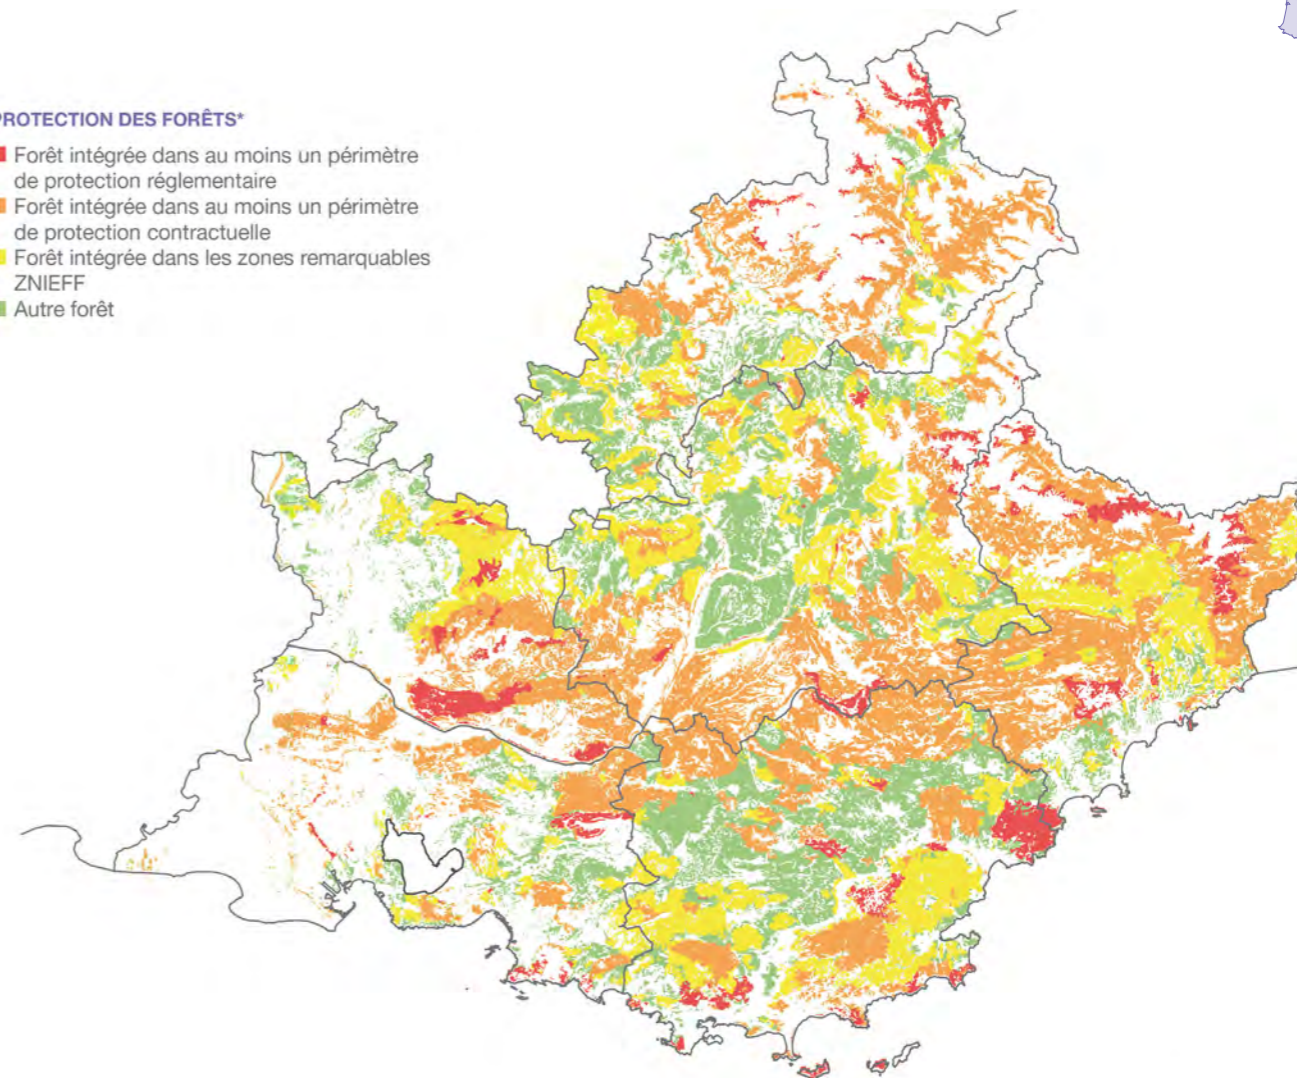 PROTECTION DES FORÊTS*
Forêt intégrée dans au moins un périmètre
de protection réglementaire
Forêt intégrée dans au moins un périmètre
de protection contractuelle
Forêt intégrée dans les zones remarquables
ZNIEFF
Autre forêt